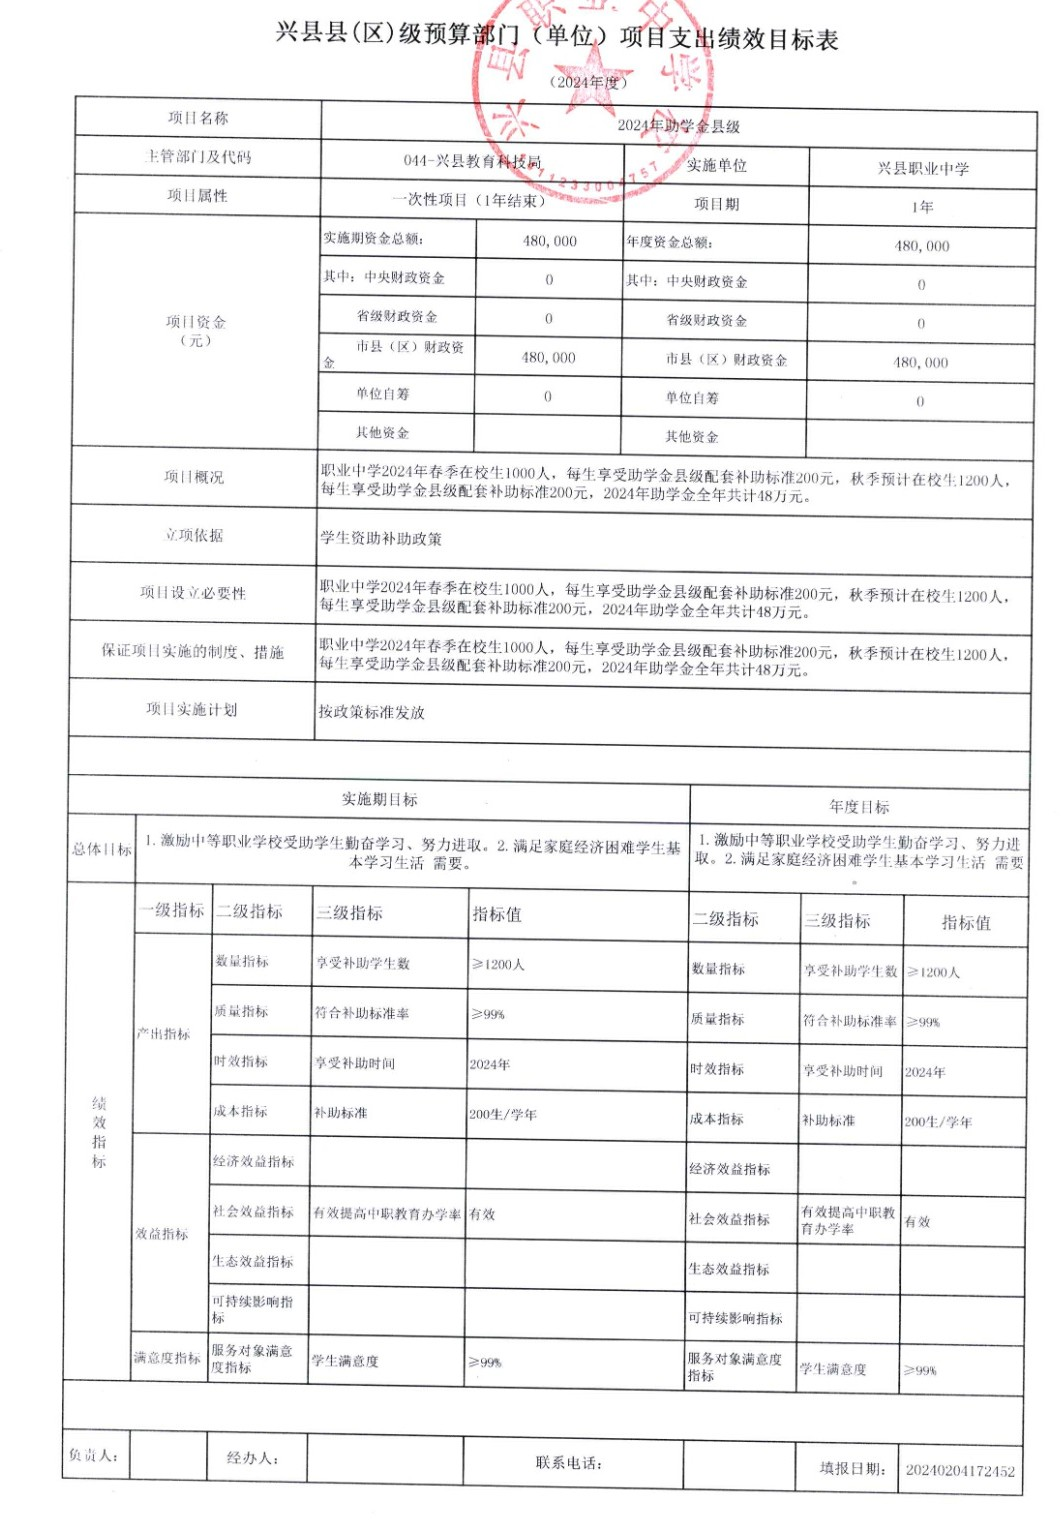 兴县县(区)级预算部门（单位）项目支出绩效目标表
（2024年度）
兴县职业中学校
项目名称 2024年助学金县级
主管部门及代码 044-兴县教育科技局 实施单位 兴县职业中学
项目属性 一次性项目（1年结束） 项目期 1年
项目资金
（元）
实施期资金总额： 480,000 年度资金总额： 480,000
其中：中央财政资金 0 其中：中央财政资金 0
省级财政资金 0 省级财政资金 0
市县（区）财政资
金 480,000 市县（区）财政资金 480,000
单位自筹 0 单位自筹 0
其他资金 其他资金
项目概况 职业中学2024年春季在校生1000人，每生享受助学金县级配套补助标准200元，秋季预计在校生1200人，
每生享受助学金县级配套补助标准200元，2024年助学金全年共计48万元。
立项依据 学生资助补助政策
项目设立必要性 职业中学2024年春季在校生1000人，每生享受助学金县级配套补助标准200元，秋季预计在校生1200人，
每生享受助学金县级配套补助标准200元，2024年助学金全年共计48万元。
保证项目实施的制度、措施 职业中学2024年春季在校生1000人，每生享受助学金县级配套补助标准200元，秋季预计在校生1200人，
每生享受助学金县级配套补助标准200元，2024年助学金全年共计48万元。
项目实施计划 按政策标准发放
实施期目标 年度目标
总体目标 1.激励中等职业学校受助学生勤奋学习、努力进取。2.满足家庭经济困难学生基
本学习生活 需要。
1.激励中等职业学校受助学生勤奋学习、努力进
取。2.满足家庭经济困难学生基本学习生活 需要
。
绩
效
指
标
一级指标 二级指标 三级指标 指标值 二级指标 三级指标 指标值
产出指标
数量指标 享受补助学生数 ≥1200人 数量指标 享受补助学生数 ≥1200人
质量指标 符合补助标准率 ≥99% 质量指标 符合补助标准率 ≥99%
时效指标 享受补助时间 2024年 时效指标 享受补助时间 2024年
成本指标 补助标准 200生/学年 成本指标 补助标准 200生/学年
效益指标
经济效益指标 经济效益指标
社会效益指标 有效提高中职教育办学率 有效 社会效益指标 有效提高中职教
育办学率 有效
生态效益指标 生态效益指标
可持续影响指
标 可持续影响指标
满意度指标 服务对象满意
度指标 学生满意度 ≥99% 服务对象满意度
指标 学生满意度 ≥99%
负责人： 经办人： 联系电话： 填报日期： 20240204172452